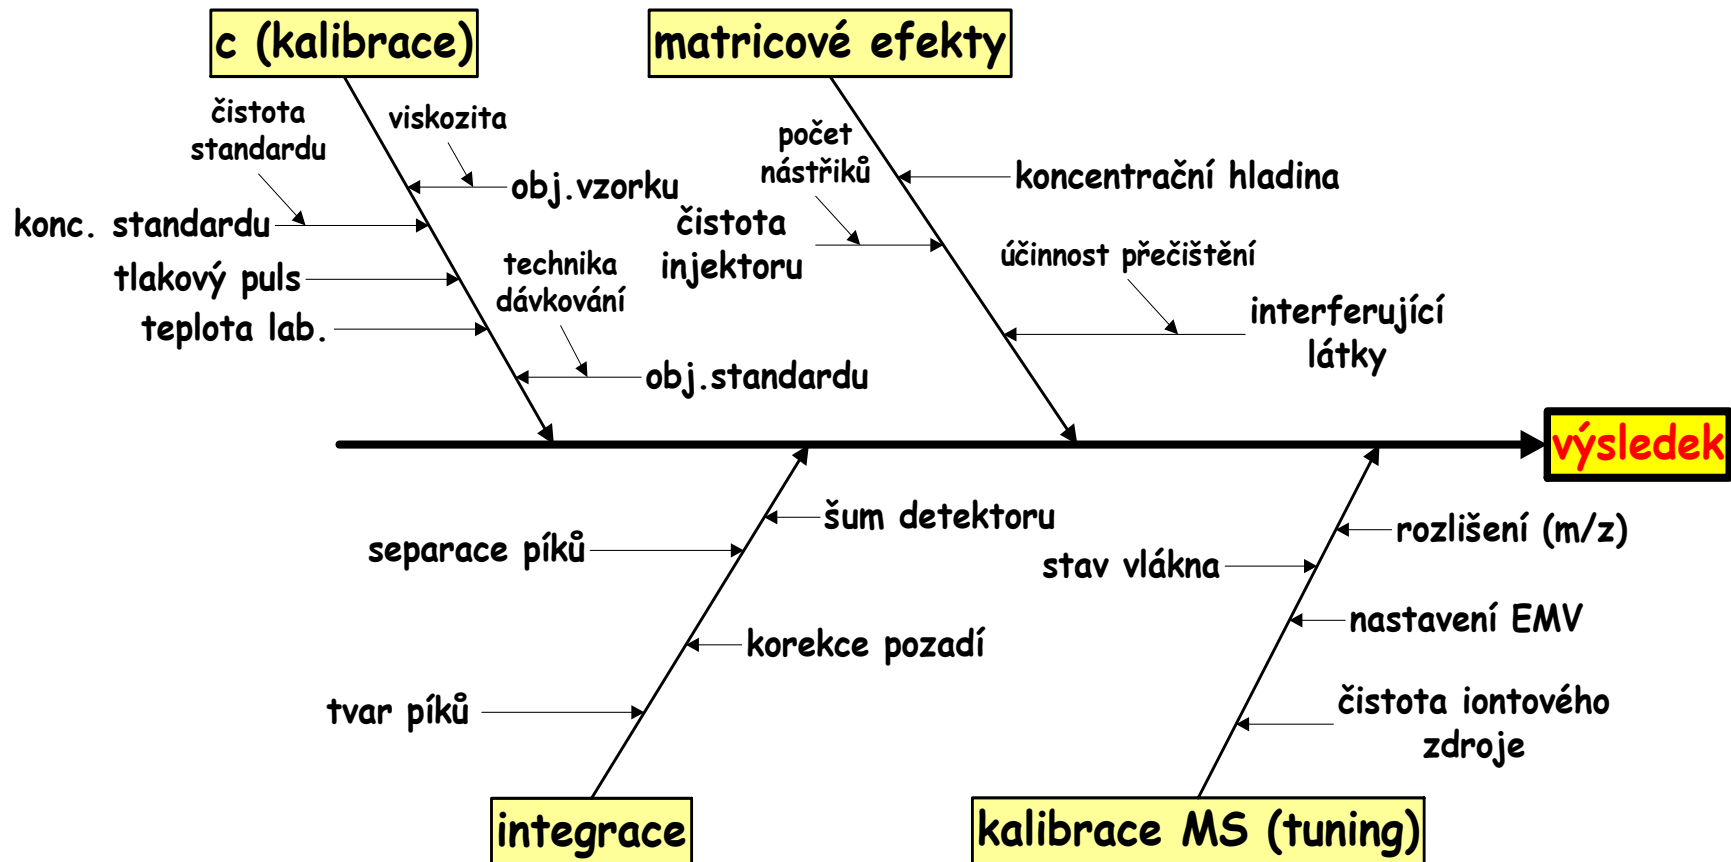 c (kalibrace)
matricové efekty
čistota
standardu
viskozita
počet
nástřiků
obj.vzorku
koncentrační hladina
konc. standardu
čistota
injektoru
technika
dávkování
účinnost přečištění
tlakový puls
teplota lab.
interferující
látky
obj.standardu
výsledek
šum detektoru
rozlišení (m/z)
separace píků
stav vlákna
nastavení EMV
korekce pozadí
tvar píků
čistota iontového
zdroje
integrace
kalibrace MS (tuning)